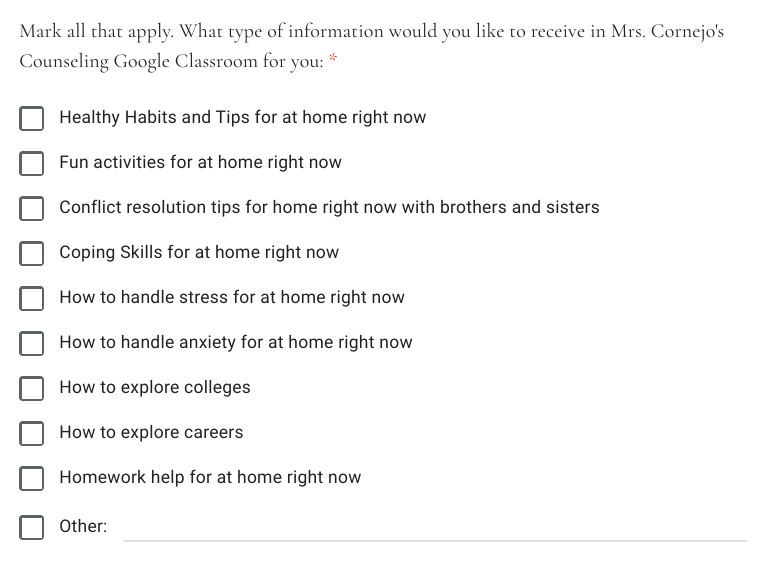 Mark all that apply. What type of information would you like to receive in Mrs. Cornejo's
Counseling Google Classroom for you: *
Healthy Habits and Tips for at home right now
Fun activities for at home right now
Conflict resolution tips for home right now with brothers and sisters
Coping Skills for at home right now
How to handle stress for at home right now
How to handle anxiety for at home right now
How to explore colleges
How to explore careers
Homework help for at home right now
Other: